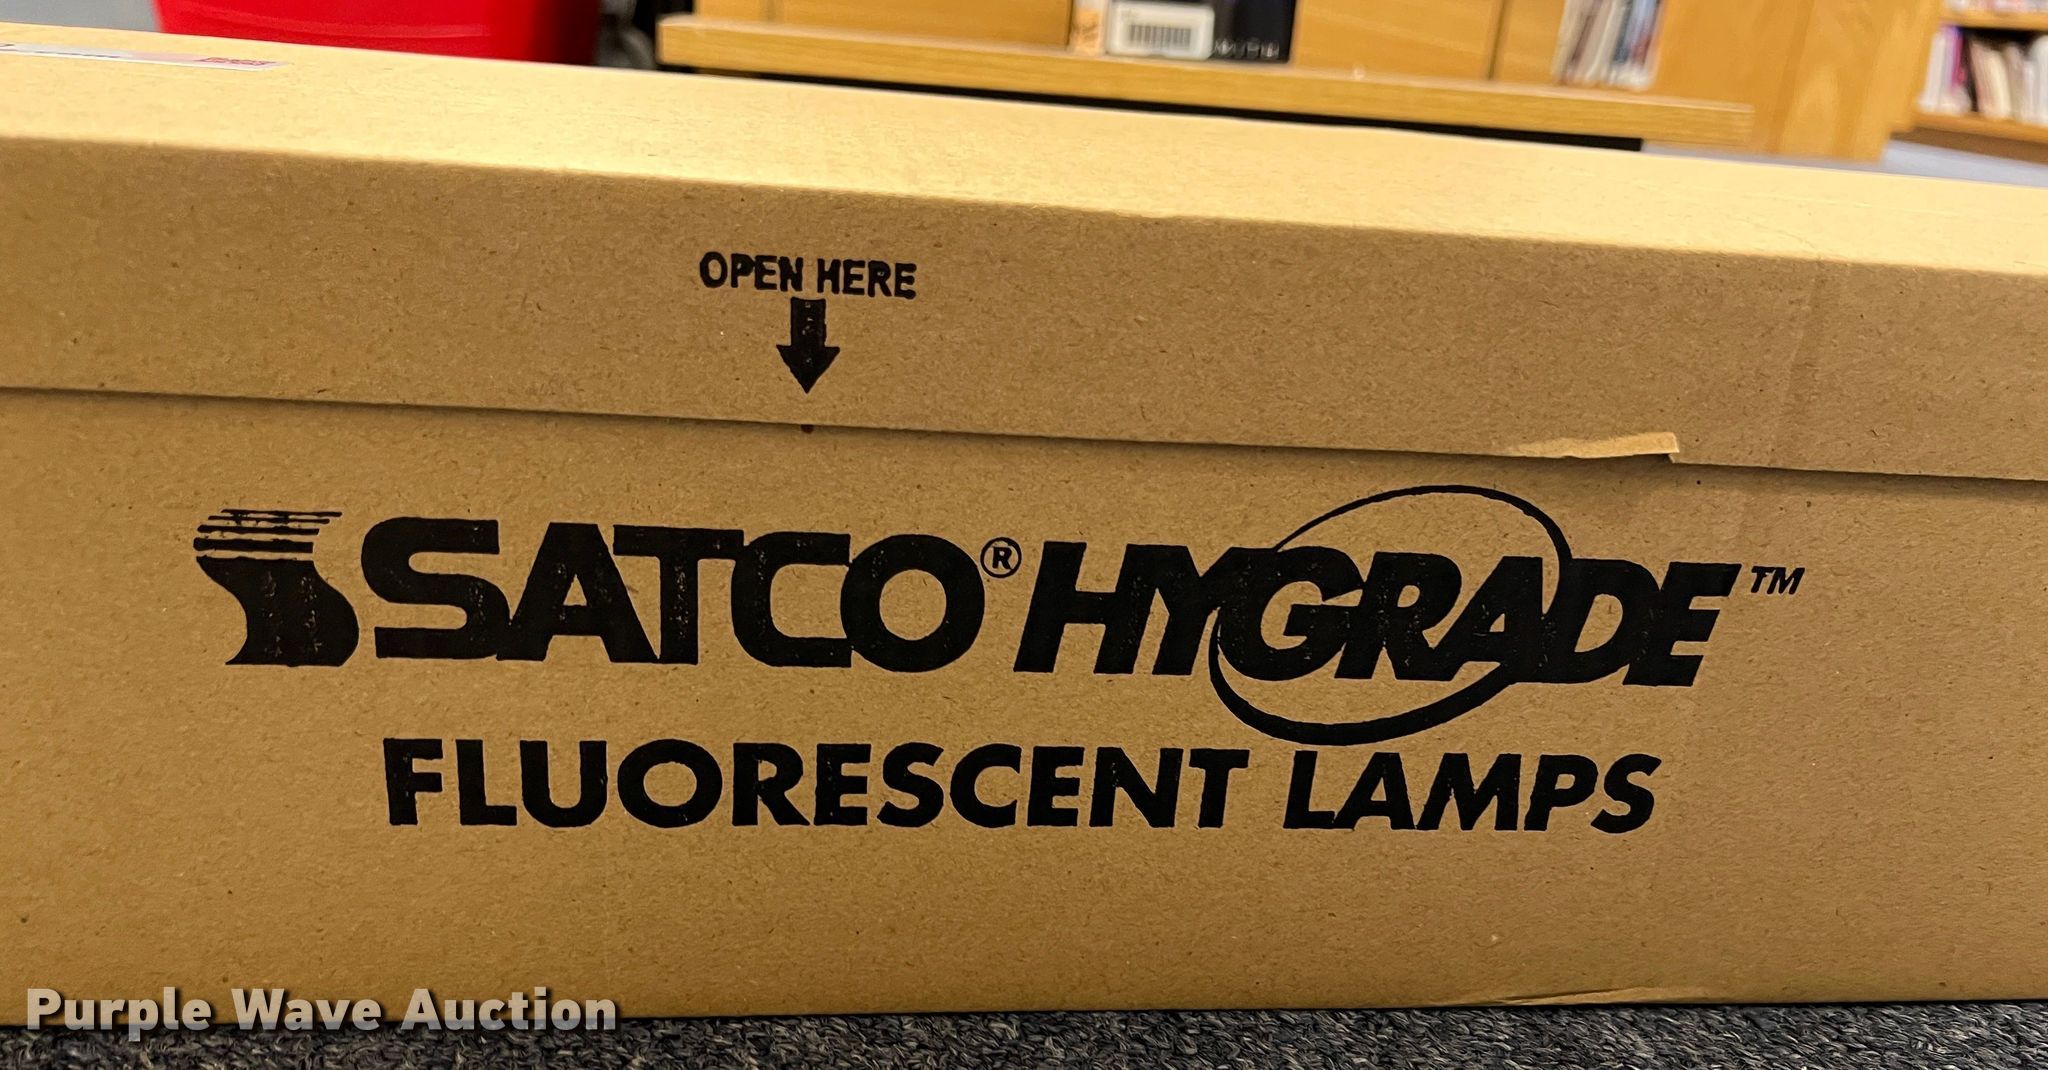 OPEN HERE
SATCO® HYGRADE™
FLUORESCENT LAMPS
Purple Wave Auction